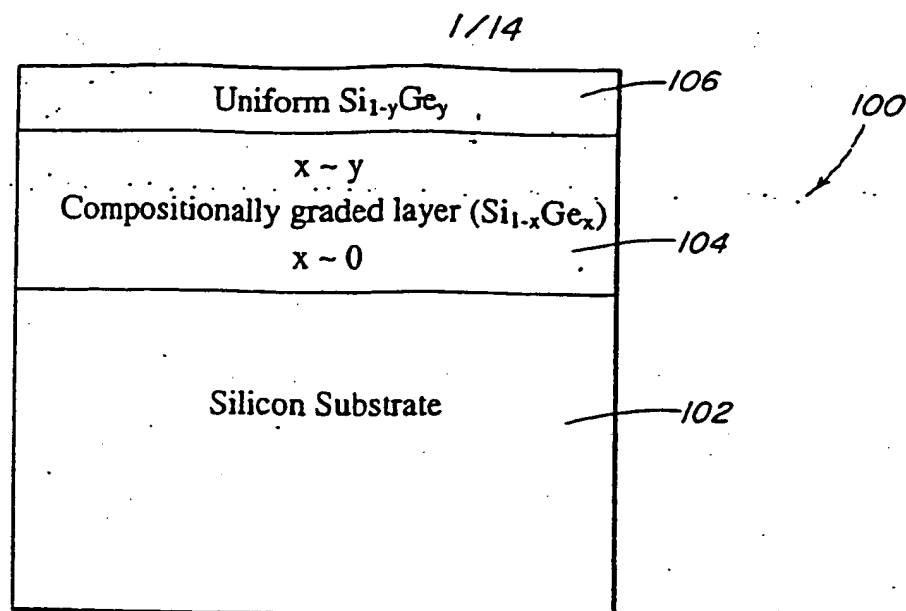 1/14
Uniform Si₁₋yGey
106
100
x ~ y
Compositionally graded layer (Si₁₋ₓGeₓ)
104
x ~ 0
Silicon Substrate
102